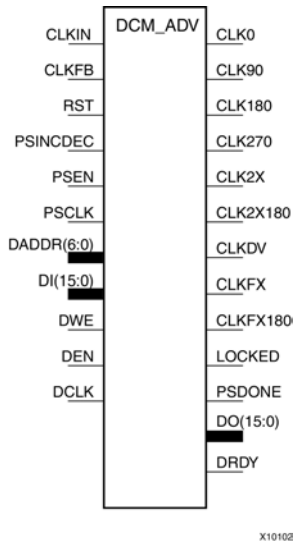 DCM_ADV
CLKIN
CLKFB
RST
PSINCDEC
PSEN
PSCLK
DADDR(6:0)
DI(15:0)
DWE
DEN
DCLK
CLK0
CLK90
CLK180
CLK270
CLK2X
CLK2X180
CLKDV
CLKFX
CLKFX180
LOCKED
PSDONE
DO(15:0)
DRDY
X10102